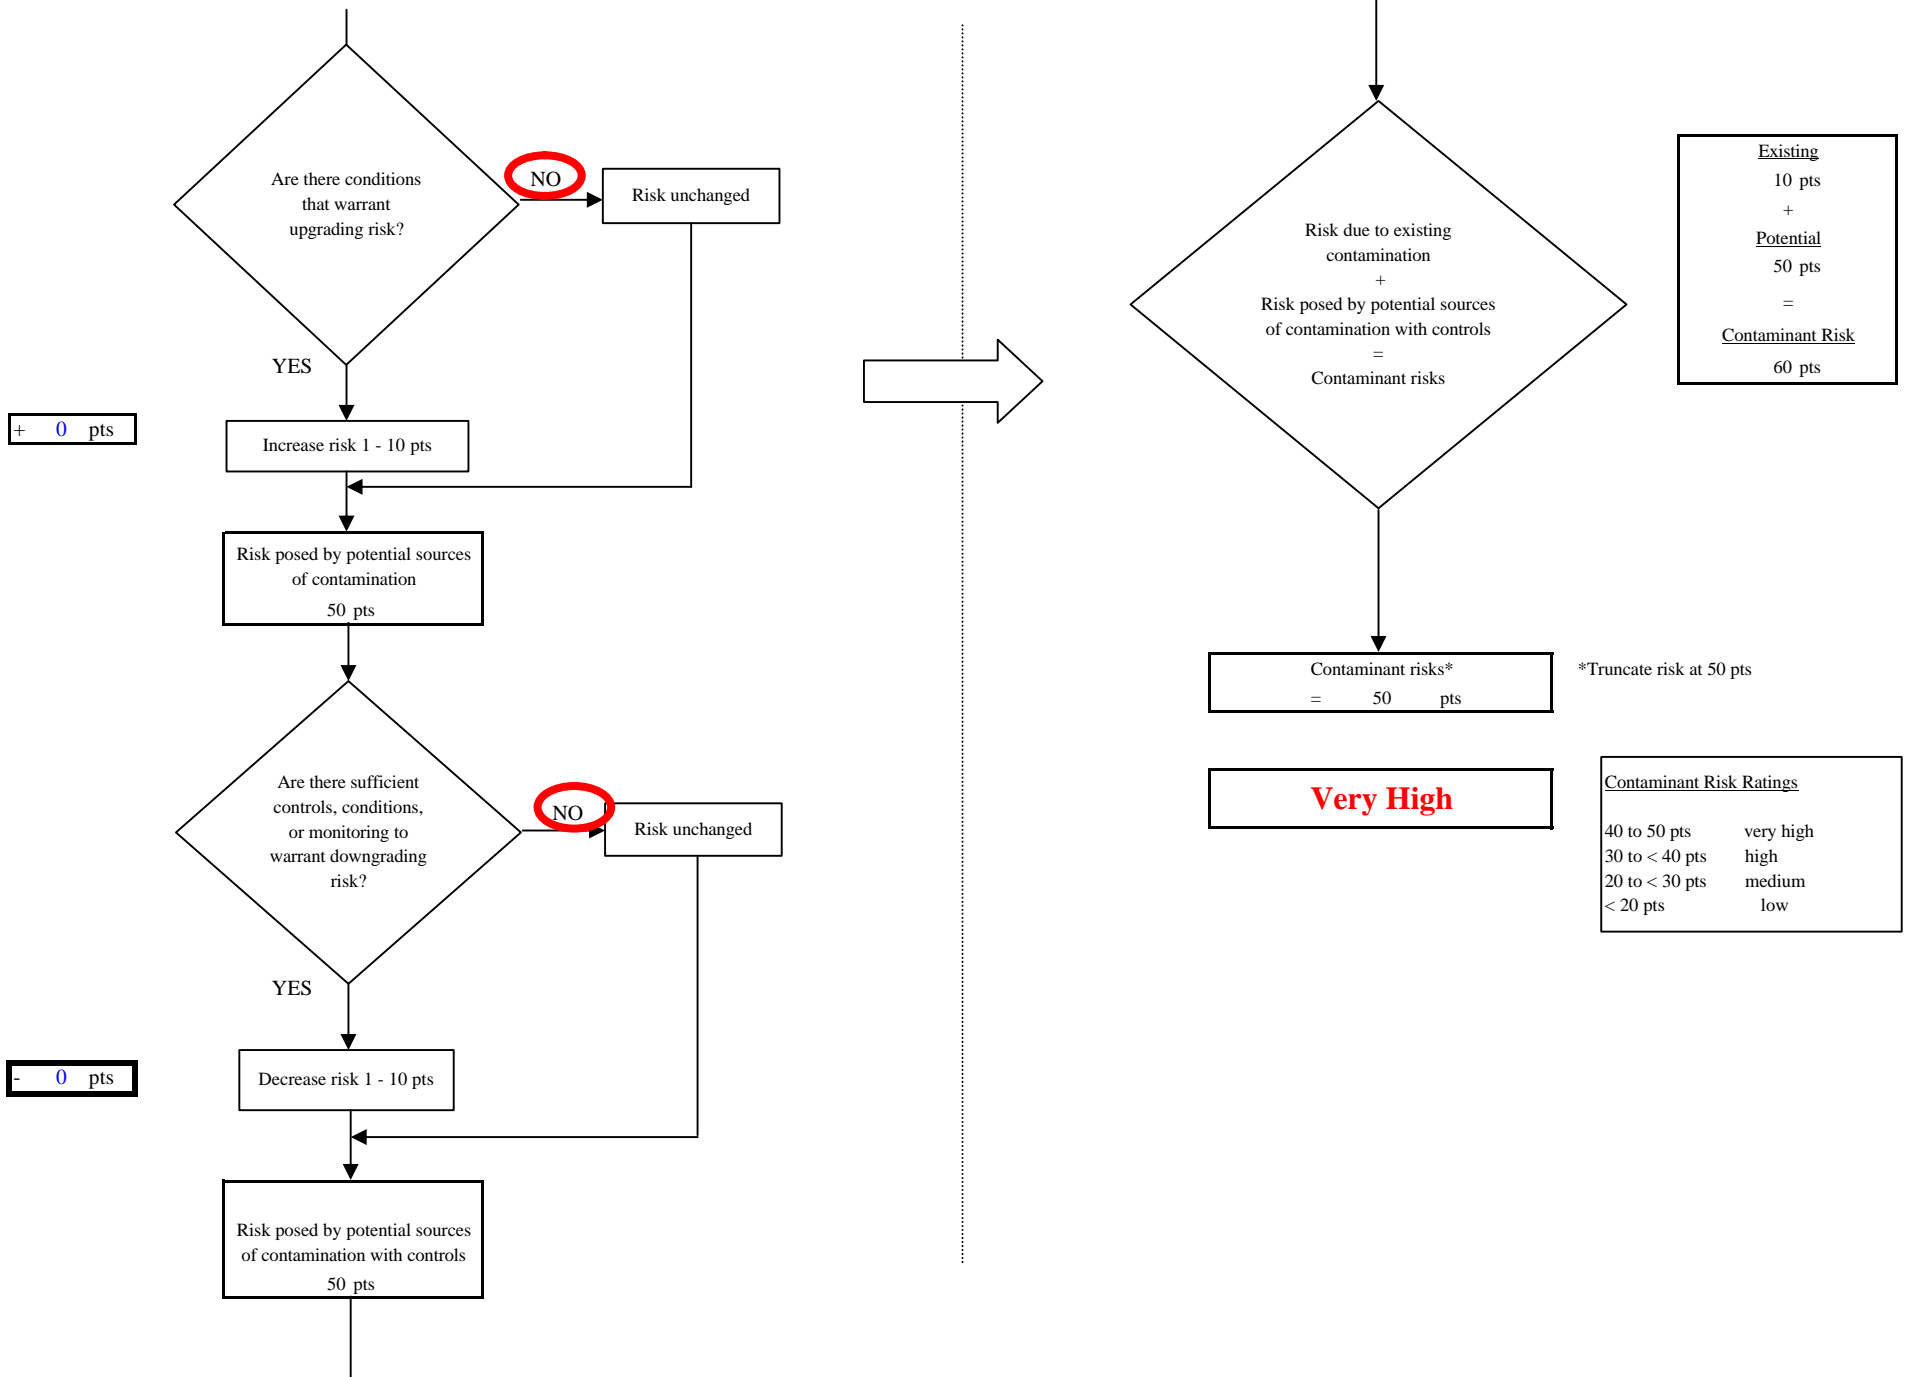 Are there conditions
that warrant
upgrading risk?
NO
Risk unchanged
YES
+ 0 pts
Increase risk 1 - 10 pts
Risk posed by potential sources
of contamination
50 pts
Are there sufficient
controls, conditions,
or monitoring to
warrant downgrading
risk?
NO
Risk unchanged
YES
- 0 pts
Decrease risk 1 - 10 pts
Risk posed by potential sources
of contamination with controls
50 pts
Risk due to existing
contamination
+
Risk posed by potential sources
of contamination with controls
=
Contaminant risks
Existing
10 pts
+
Potential
50 pts
=
Contaminant Risk
60 pts
Contaminant risks*
= 50 pts
*Truncate risk at 50 pts
Very High
Contaminant Risk Ratings
40 to 50 pts very high
30 to < 40 pts high
20 to < 30 pts medium
< 20 pts low